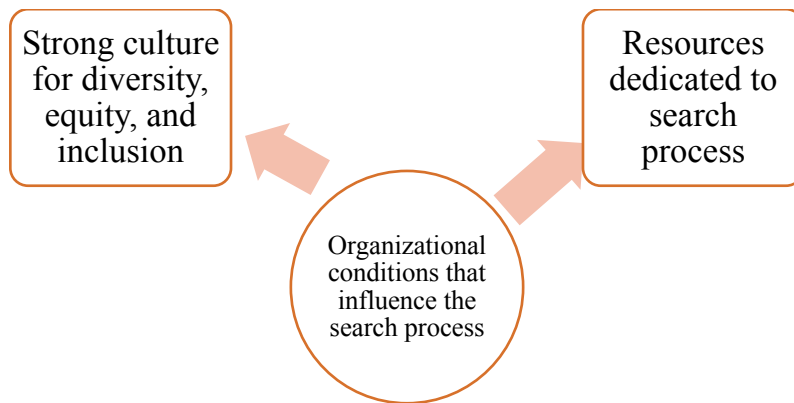 Strong culture
for diversity,
equity, and
inclusion
Resources
dedicated to
search
process
Organizational
conditions that
influence the
search process